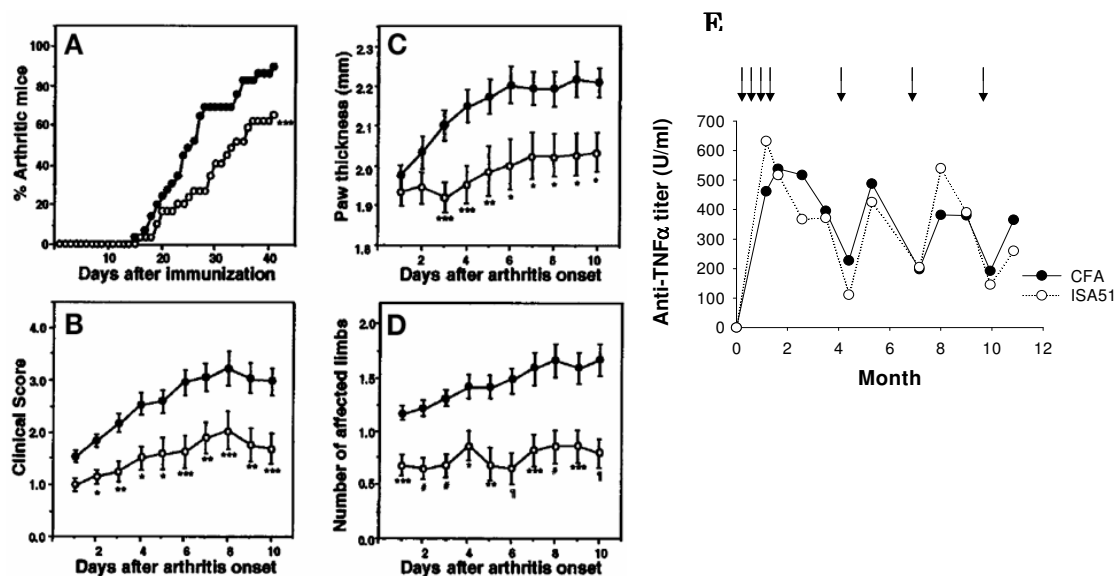 A
% Arthritic mice
100
80
60
40
20
0
0 10 20 30 40
Days after immunization
***
C
Paw thickness (mm)
2.3
2.2
2.1
2.0
1.9
1.8
*** *** ** * * * * *
2 4 6 8 10
Days after arthritis onset
B
Clinical Score
4.0
3.0
2.0
1.0
0.0
* ** * * *** ** *** ** ***
2 4 6 8 10
Days after arthritis onset
D
Number of affected limbs
2.0
1.5
1.0
0.5
0.0
*** # # * ** ¶ *** # *** ¶
2 4 6 8 10
Days after arthritis onset
E
Anti-TNFα titer (U/ml)
700
600
500
400
300
200
100
0
0 2 4 6 8 10 12
Month
CFA
ISA51